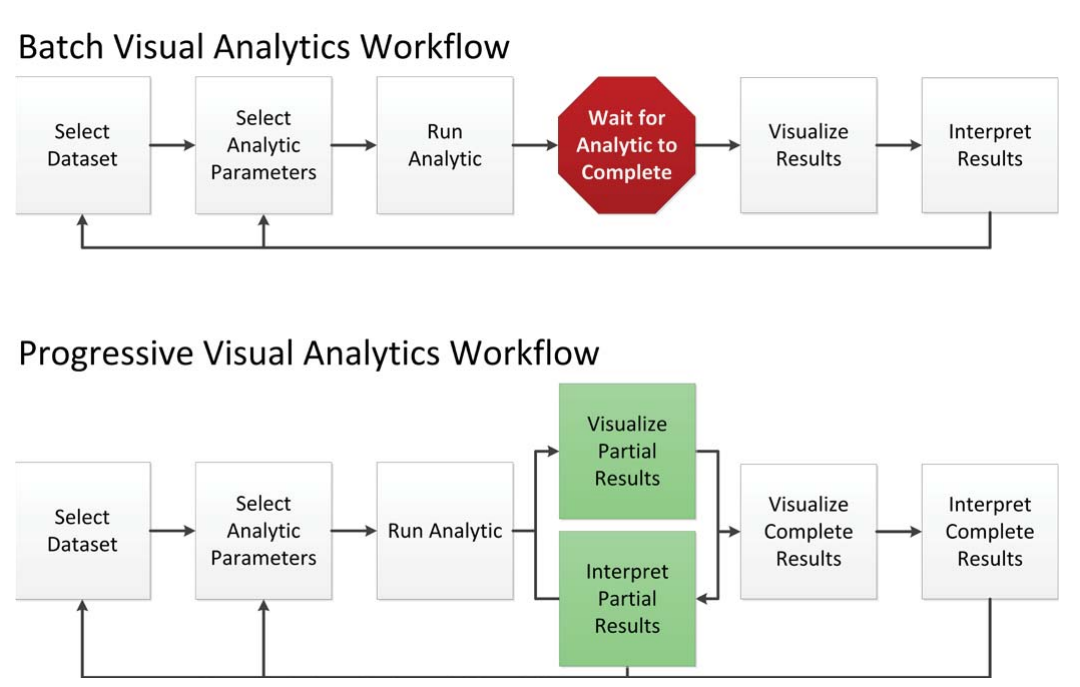 Batch Visual Analytics Workflow
Select
Dataset
Select
Analytic
Parameters
Run
Analytic
Wait for
Analytic to
Complete
Visualize
Results
Interpret
Results
Progressive Visual Analytics Workflow
Select
Dataset
Select
Analytic
Parameters
Run Analytic
Visualize
Partial
Results
Interpret
Partial
Results
Visualize
Complete
Results
Interpret
Complete
Results